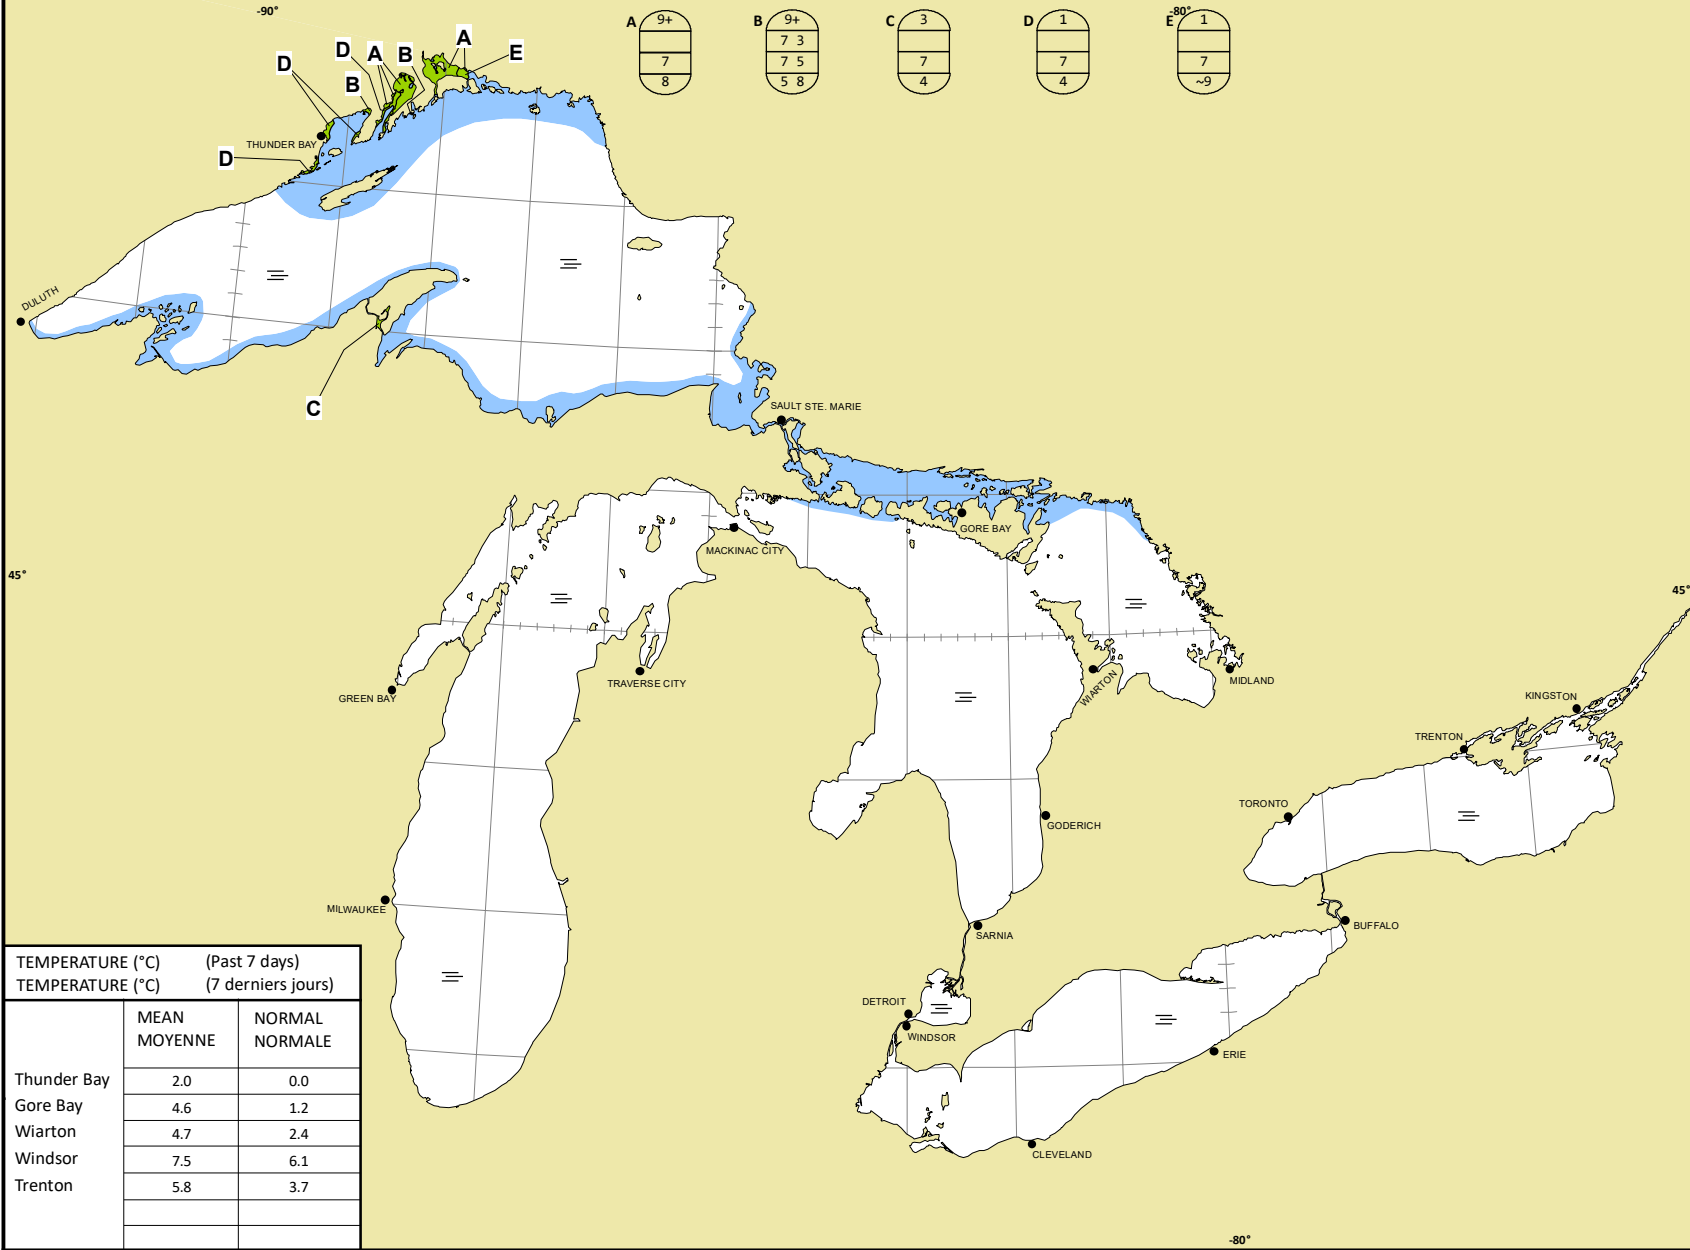 -90°
-80°
A
9+
7
8
B
9+
7 3
7 5
5 8
C
3
7
4
D
1
7
4
E
1
7
~9
D
D
A
B
A
E
B
THUNDER BAY
D
DULUTH
C
SAULT STE. MARIE
GORE BAY
MACKINAC CITY
45°
45°
GREEN BAY
TRAVERSE CITY
WIARTON
MIDLAND
KINGSTON
TRENTON
TORONTO
GODERICH
MILWAUKEE
SARNIA
BUFFALO
DETROIT
WINDSOR
ERIE
CLEVELAND
TEMPERATURE (°C) (Past 7 days)
TEMPERATURE (°C) (7 derniers jours)
MEAN NORMAL
MOYENNE NORMALE
Thunder Bay 2.0 0.0
Gore Bay 4.6 1.2
Wiarton 4.7 2.4
Windsor 7.5 6.1
Trenton 5.8 3.7
-80°